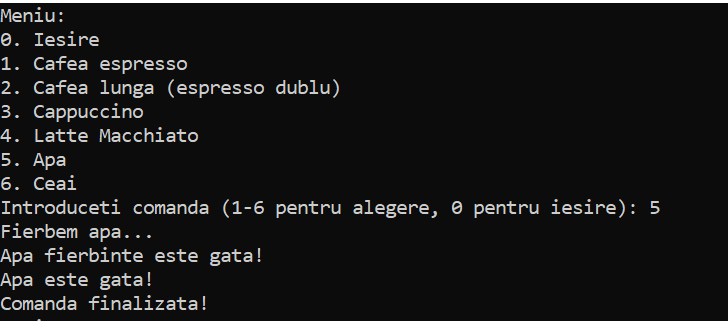 Meniu:
0. Iesire
1. Cafea espresso
2. Cafea lunga (espresso dublu)
3. Cappuccino
4. Latte Macchiato
5. Apa
6. Ceai
Introduceti comanda (1-6 pentru alegere, 0 pentru iesire): 5
Fierbem apa...
Apa fierbinte este gata!
Apa este gata!
Comanda finalizata!